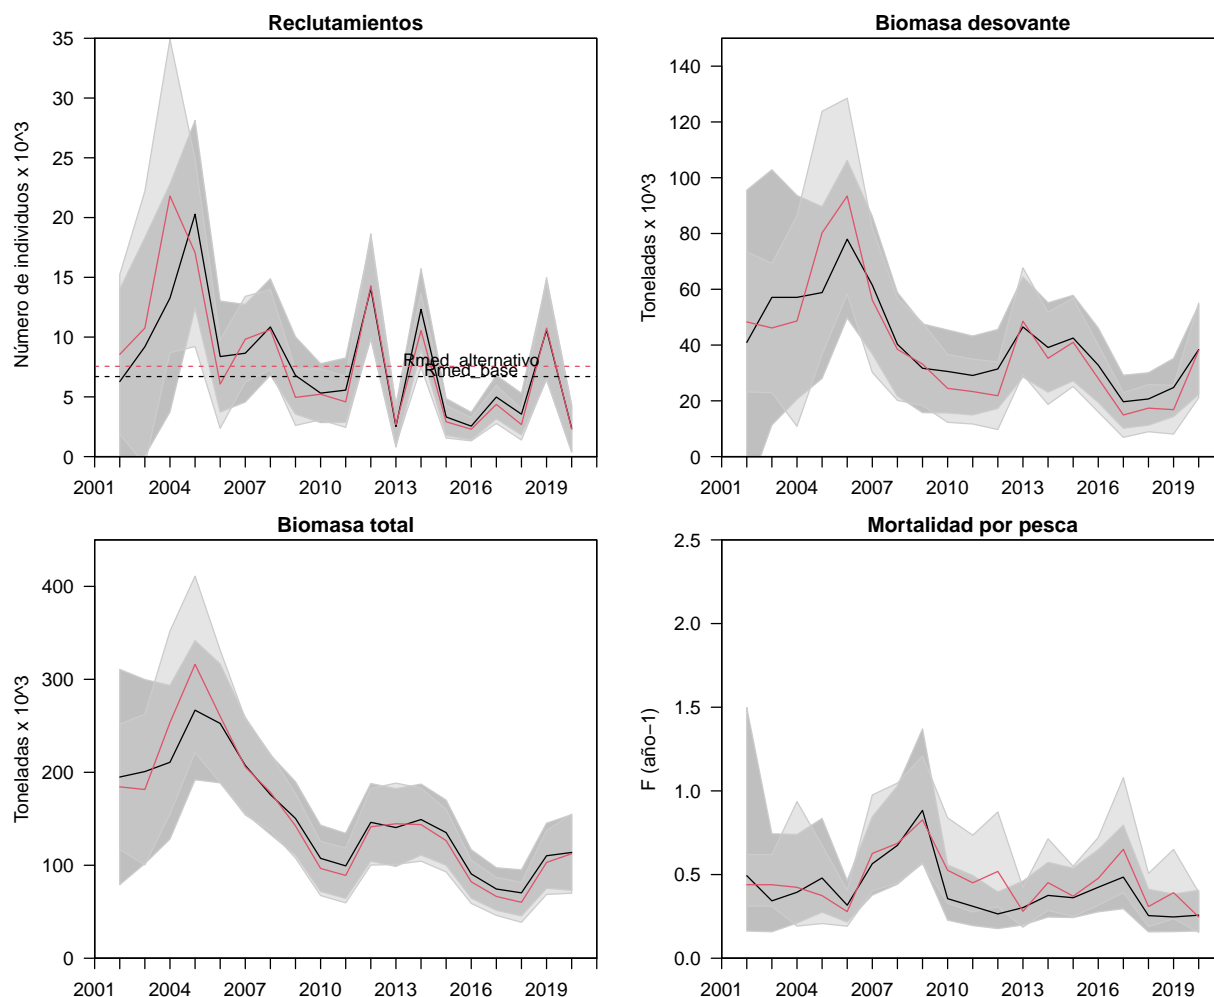 Reclutamientos
Número de individuos x 10^3
35
30
25
20
15
10
5
0
Rmed_alternativo
Rmed_base
2001 2004 2007 2010 2013 2016 2019
Biomasa desovante
Toneladas x 10^3
140
120
100
80
60
40
20
0
2001 2004 2007 2010 2013 2016 2019
Biomasa total
Toneladas x 10^3
400
300
200
100
0
2001 2004 2007 2010 2013 2016 2019
Mortalidad por pesca
F (año−1)
2.5
2.0
1.5
1.0
0.5
0.0
2001 2004 2007 2010 2013 2016 2019